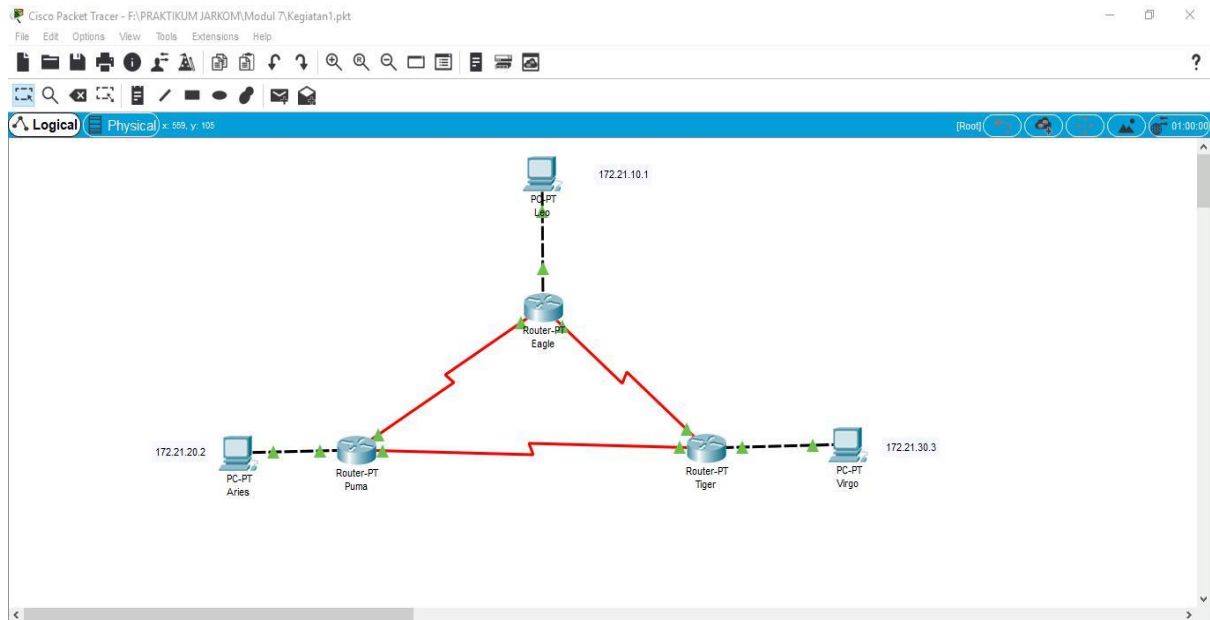 Cisco Packet Tracer - F:\PRAKTIKUM JARKOM\Modul 7\Kegiatan1.pkt
File Edit Options View Tools Extensions Help
?
Logical Physical x: 559, y: 105 [Root] 01:00:00
172.21.10.1
PC-PT
Leo
Router-PT
Eagle
172.21.20.2
PC-PT
Aries
Router-PT
Puma
Router-PT
Tiger
PC-PT
Virgo
172.21.30.3